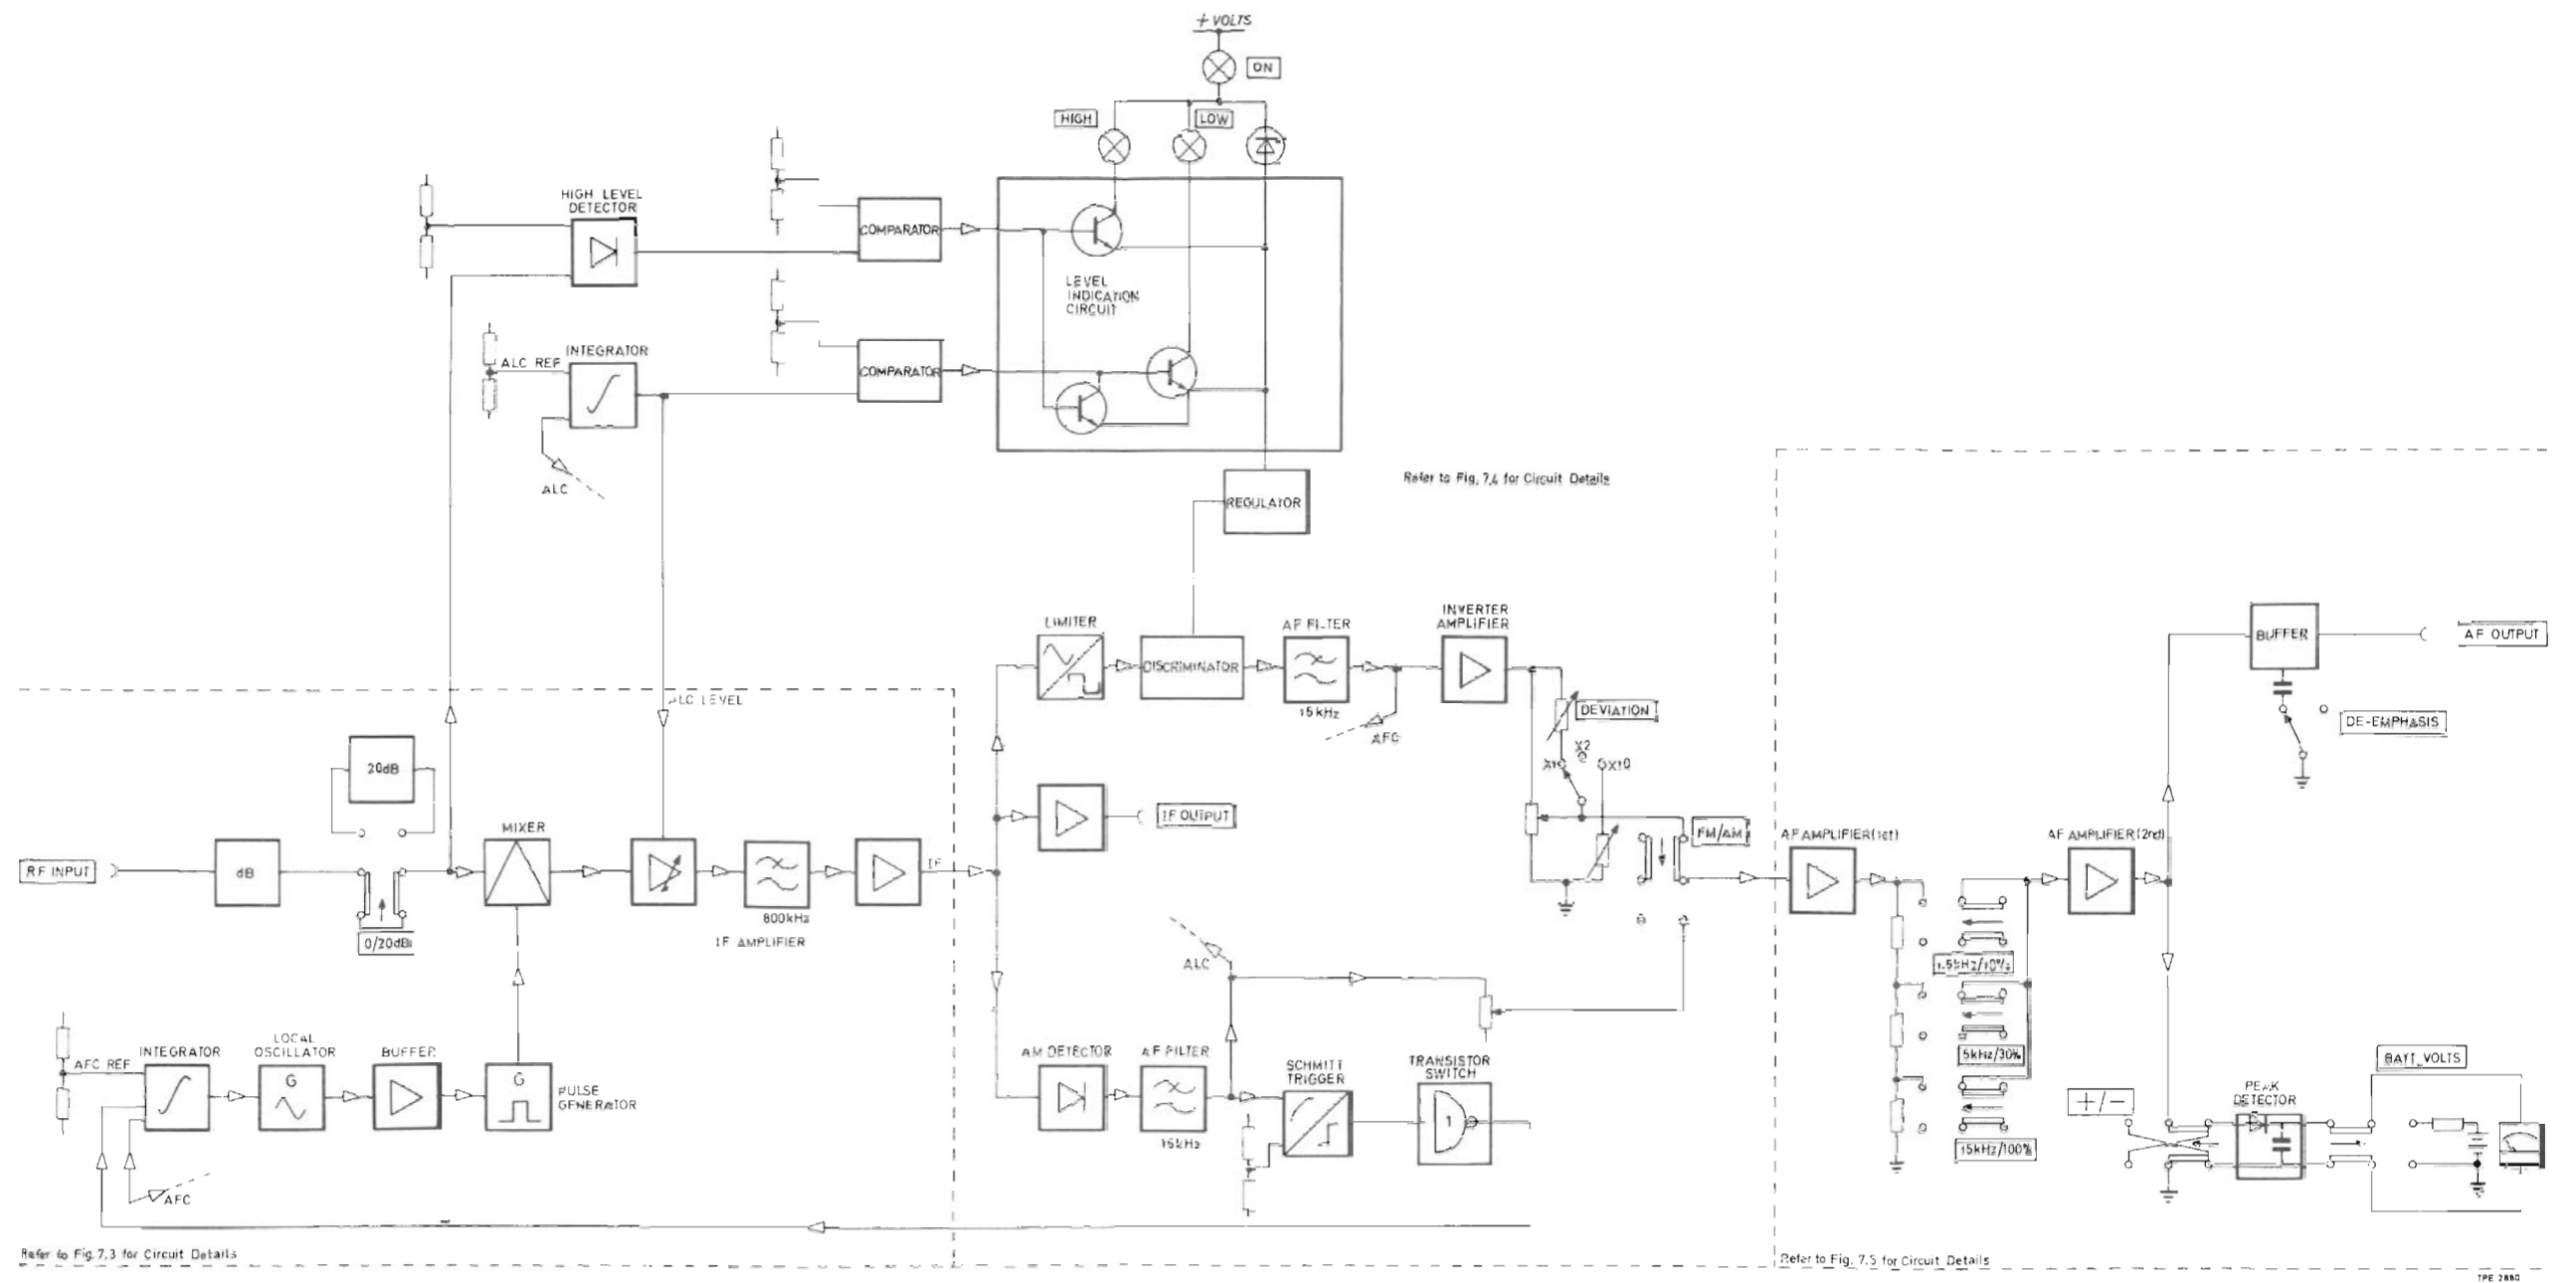 + VOLTS
ON
HIGH
LOW
HIGH LEVEL
DETECTOR
COMPARATOR
LEVEL
INDICATION
CIRCUIT
INTEGRATOR
ALC REF
COMPARATOR
ALC
REGULATOR
Refer to Fig. 7.4 for Circuit Details
LIMITER
DISCRIMINATOR
AF FILTER
15kHz
INVERTER
AMPLIFIER
AFC
DEVIATION
X1
X2
X10
FM/AM
BUFFER
AF OUTPUT
DE-EMPHASIS
ALC LEVEL
20dB
RF INPUT
dB
0/20dB
MIXER
800kHz
IF AMPLIFIER
IF
IF OUTPUT
AF AMPLIFIER (1st)
AF AMPLIFIER (2nd)
1.5kHz/10%
5kHz/30%
15kHz/100%
ALC
AFC REF
INTEGRATOR
LOCAL
OSCILLATOR
G
BUFFER
G
PULSE
GENERATOR
AFC
AM DETECTOR
AF FILTER
15kHz
SCHMITT
TRIGGER
TRANSISTOR
SWITCH
1
+/-
PEAK
DETECTOR
BATT. VOLTS
Refer to Fig. 7.3 for Circuit Details
Refer to Fig. 7.5 for Circuit Details
TPE 2880